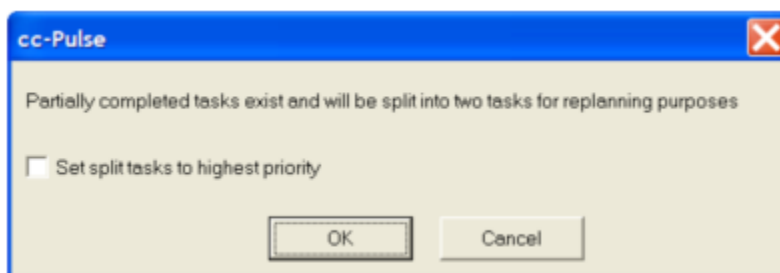 cc-Pulse
Partially completed tasks exist and will be split into two tasks for replanning purposes
Set split tasks to highest priority
OK Cancel